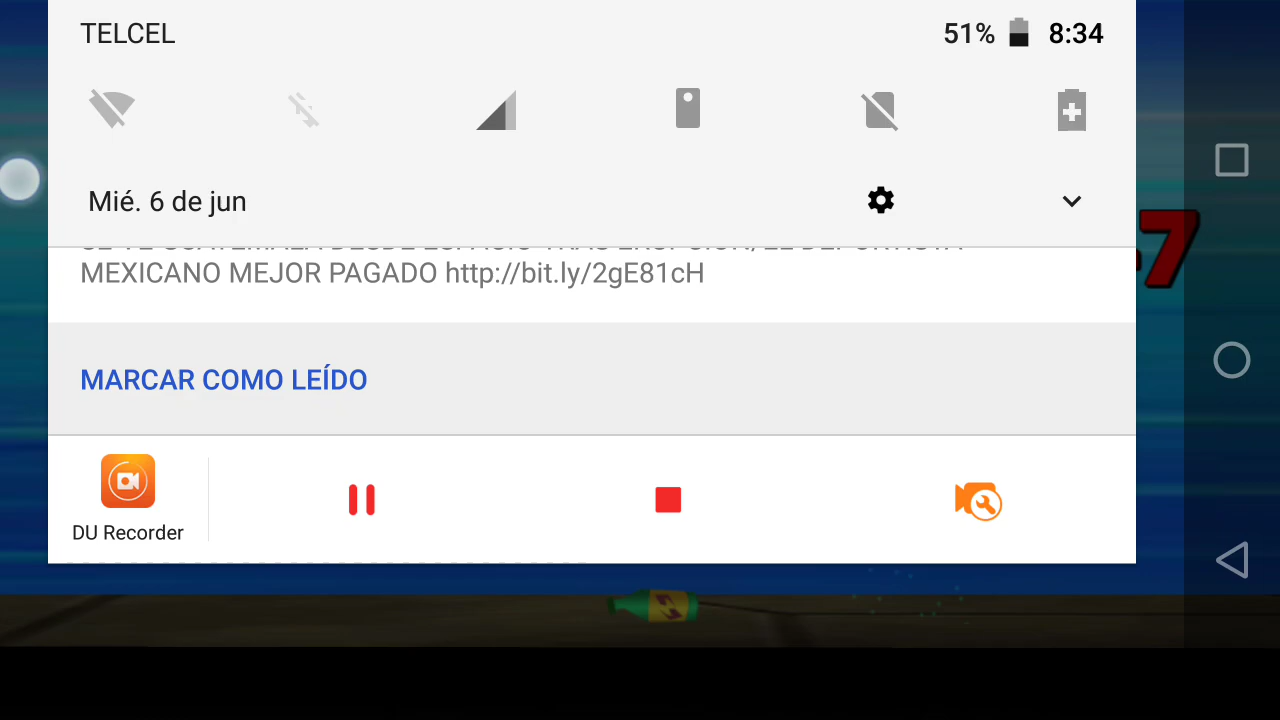 TELCEL 51% 8:34
Mié. 6 de jun
MEXICANO MEJOR PAGADO http://bit.ly/2gE81cH
MARCAR COMO LEÍDO
DU Recorder
7